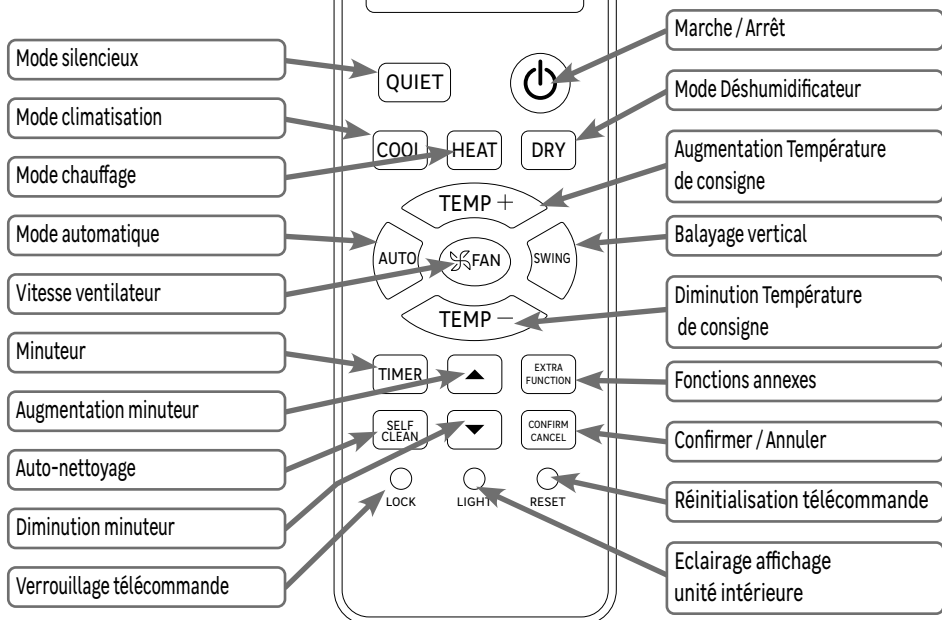 Mode silencieux
Mode climatisation
Mode chauffage
Mode automatique
Vitesse ventilateur
Minuteur
Augmentation minuteur
Auto-nettoyage
Diminution minuteur
Verrouillage télécommande
QUIET
COOL
HEAT
DRY
TEMP +
AUTO
FAN
SWING
TEMP −
TIMER
EXTRA
FUNCTION
SELF
CLEAN
CONFIRM
CANCEL
LOCK
LIGHT
RESET
Marche / Arrêt
Mode Déshumidificateur
Augmentation Température
de consigne
Balayage vertical
Diminution Température
de consigne
Fonctions annexes
Confirmer / Annuler
Réinitialisation télécommande
Eclairage affichage
unité intérieure